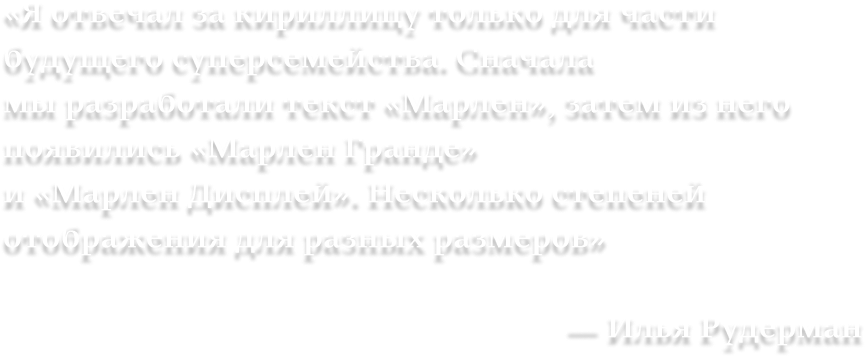 «Я отвечал за кириллицу только для части
будущего суперсемейства. Сначала
мы разработали текст «Марлен», затем из него
появились «Марлен Гранде»
и «Марлен Дисплей». Несколько степеней
отображения для разных размеров»
— Илья Рудерман